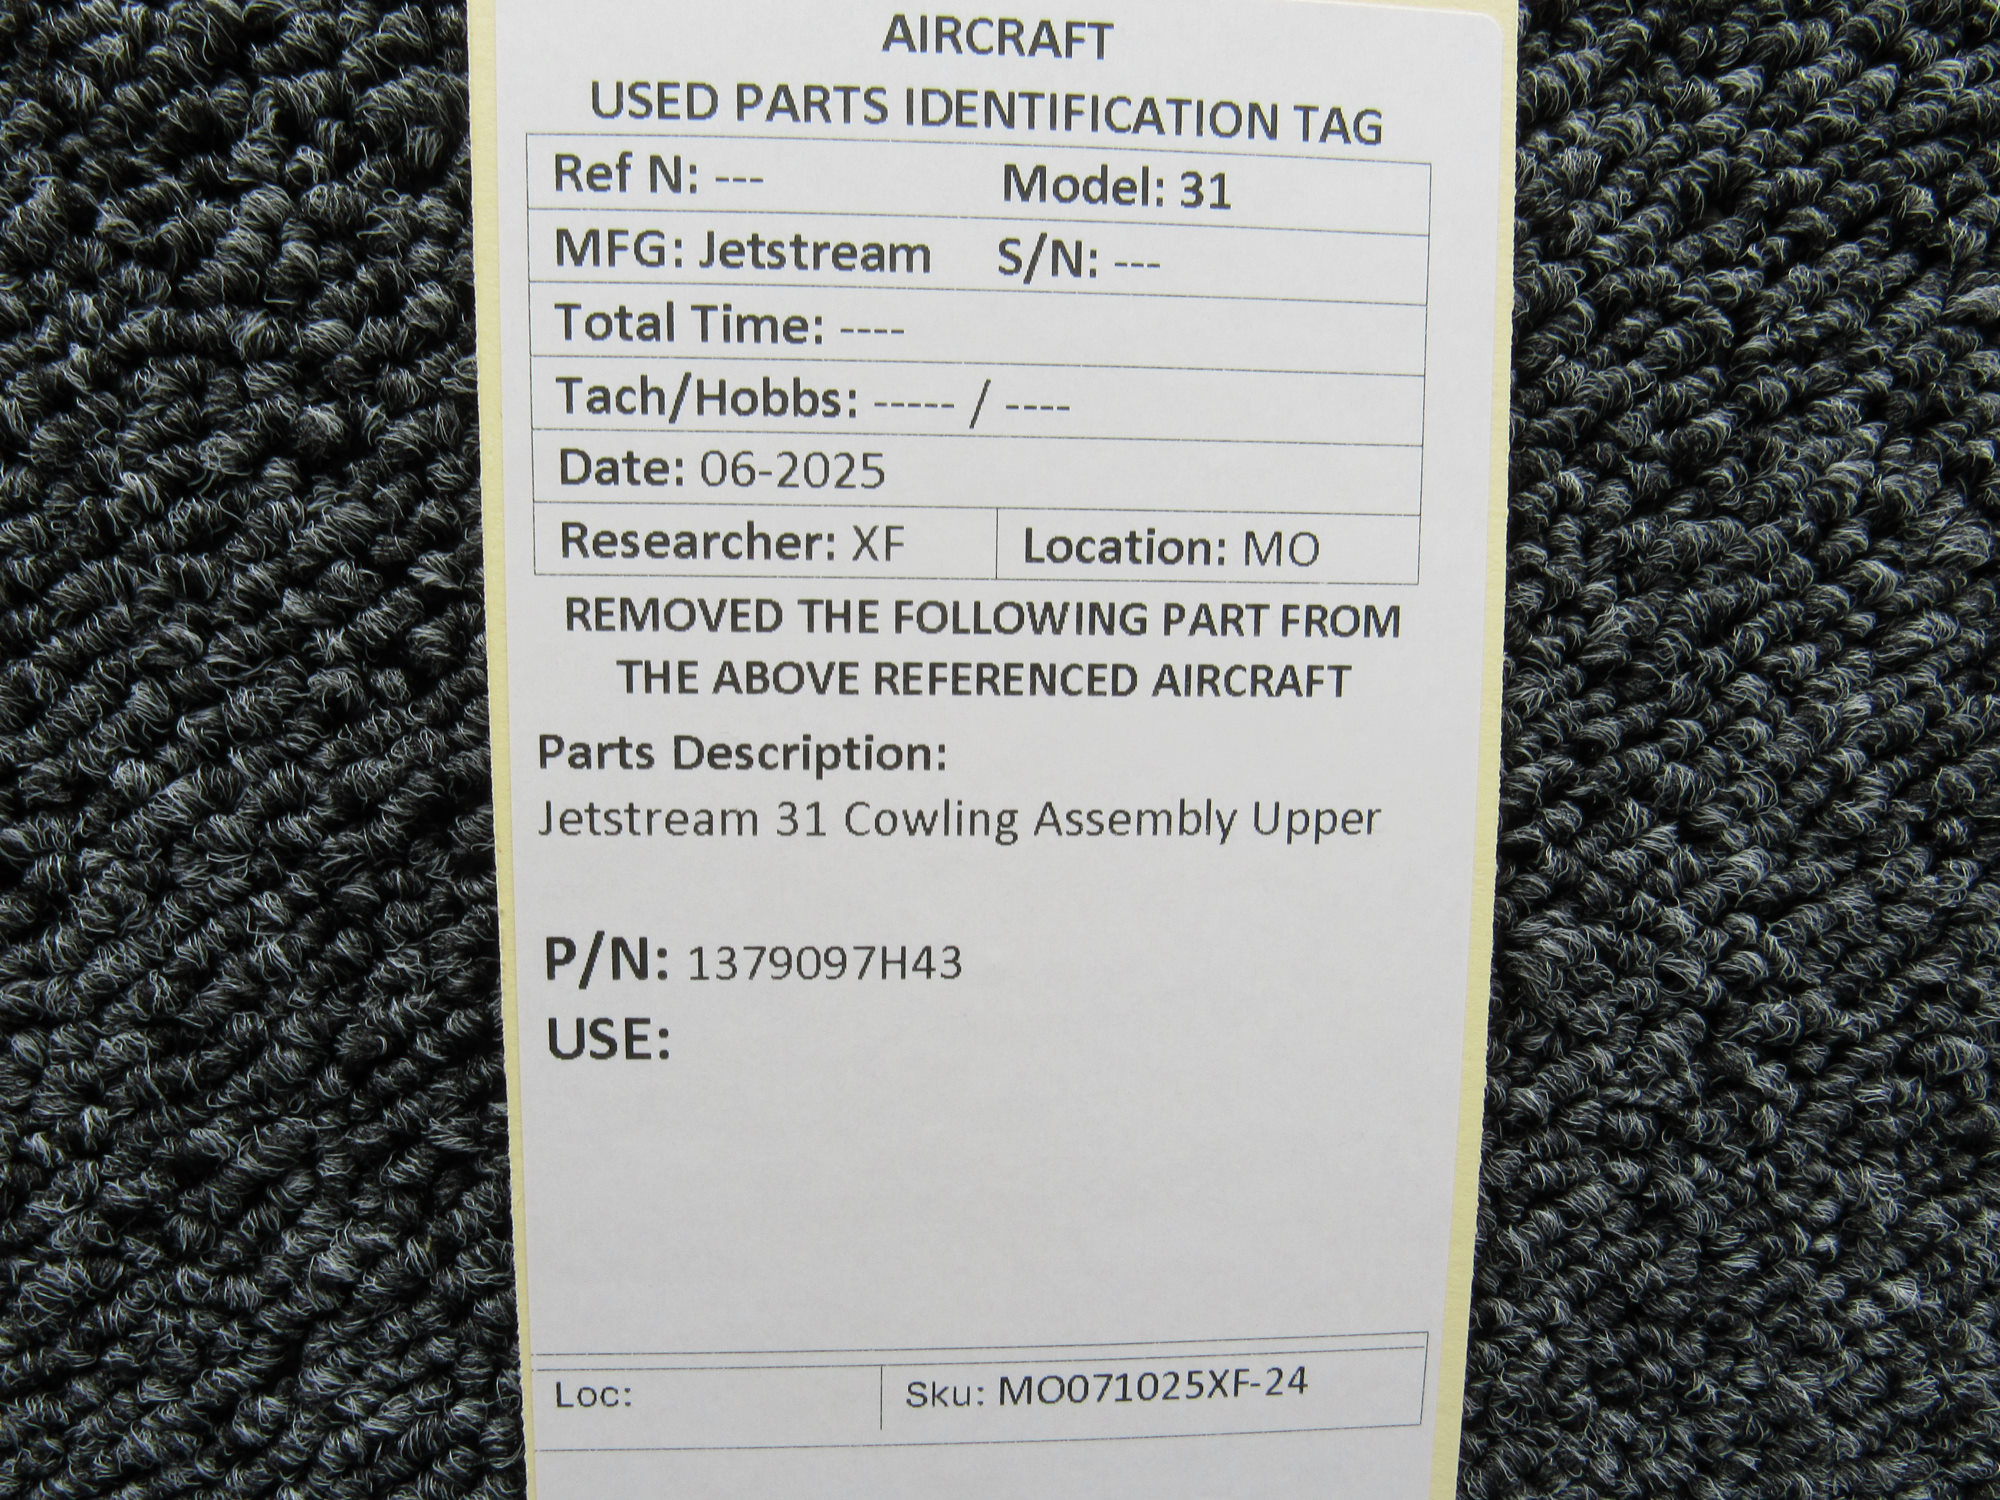 AIRCRAFT
USED PARTS IDENTIFICATION TAG
Ref N: --- Model: 31
MFG: Jetstream S/N: ---
Total Time: ----
Tach/Hobbs: ----- / ----
Date: 06-2025
Researcher: XF Location: MO
REMOVED THE FOLLOWING PART FROM
THE ABOVE REFERENCED AIRCRAFT
Parts Description:
Jetstream 31 Cowling Assembly Upper
P/N: 1379097H43
USE:
Loc: Sku: MO071025XF-24